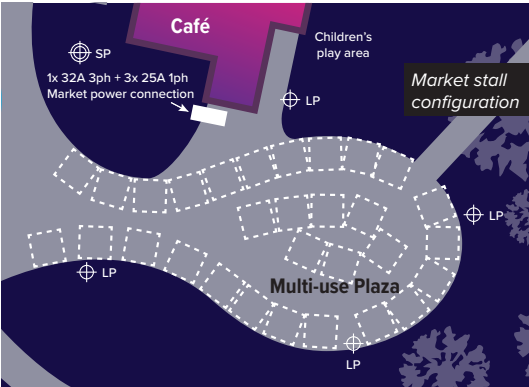 Café
Children's
play area
SP
1x 32A 3ph + 3x 25A 1ph
Market power connection
LP
Market stall
configuration
LP
LP
Multi-use Plaza
LP